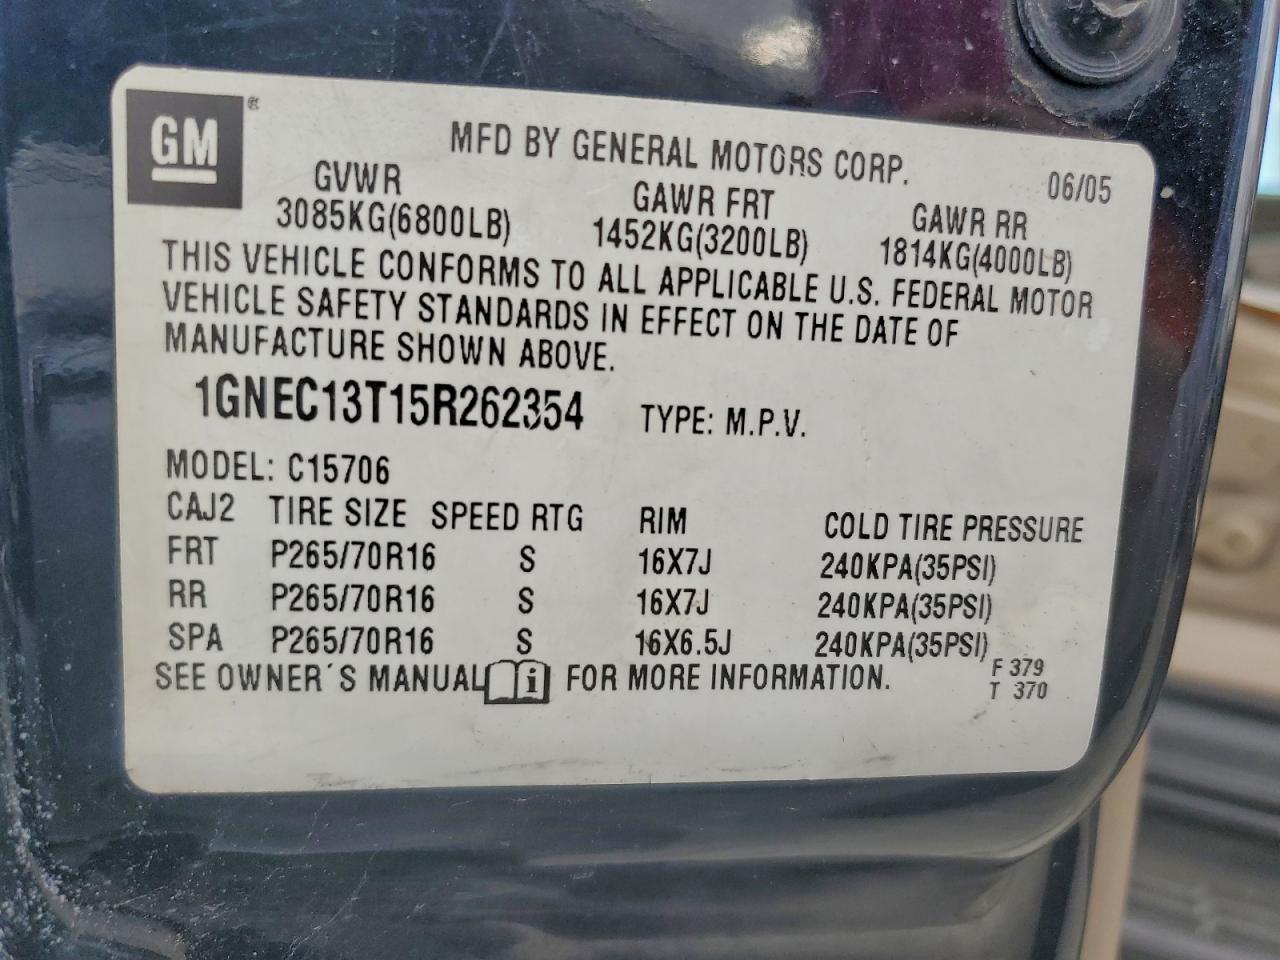 GM®
MFD BY GENERAL MOTORS CORP. 06/05
GVWR GAWR FRT GAWR RR
3085KG(6800LB) 1452KG(3200LB) 1814KG(4000LB)
THIS VEHICLE CONFORMS TO ALL APPLICABLE U.S. FEDERAL MOTOR
VEHICLE SAFETY STANDARDS IN EFFECT ON THE DATE OF
MANUFACTURE SHOWN ABOVE.
1GNEC13T15R262354 TYPE: M.P.V.
MODEL: C15706
CAJ2 TIRE SIZE SPEED RTG RIM COLD TIRE PRESSURE
FRT P265/70R16 S 16X7J 240KPA(35PSI)
RR P265/70R16 S 16X7J 240KPA(35PSI)
SPA P265/70R16 S 16X6.5J 240KPA(35PSI)
SEE OWNER´S MANUAL i FOR MORE INFORMATION.
F 379
T 370